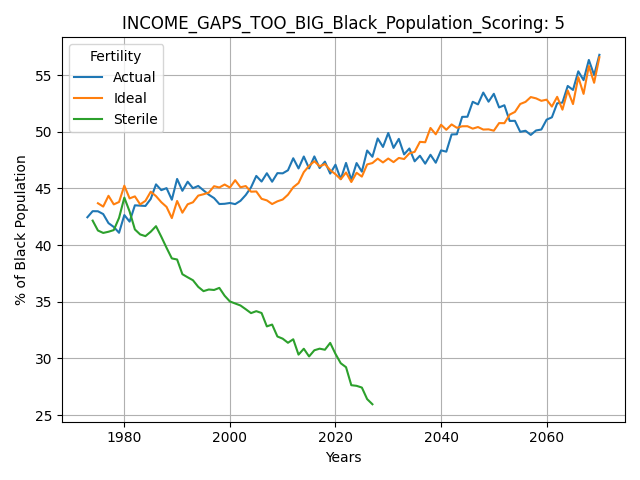 INCOME_GAPS_TOO_BIG_Black_Population_Scoring: 5
Fertility
Actual
Ideal
Sterile
% of Black Population
55
50
45
40
35
30
25
1980 2000 2020 2040 2060
Years